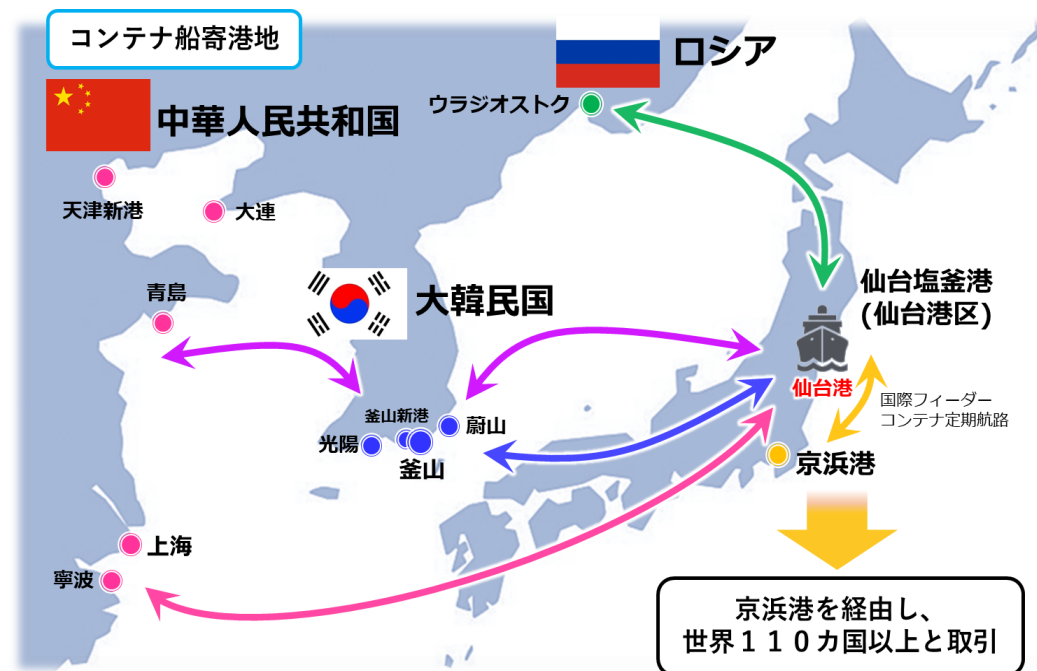 コンテナ船寄港地
ロシア
ウラジオストク
中華人民共和国
天津新港
大連
青島
大韓民国
仙台塩釜港
(仙台港区)
仙台港
国際フィーダー
コンテナ定期航路
釜山新港
蔚山
光陽
釜山
京浜港
上海
寧波
京浜港を経由し、
世界１１０カ国以上と取引